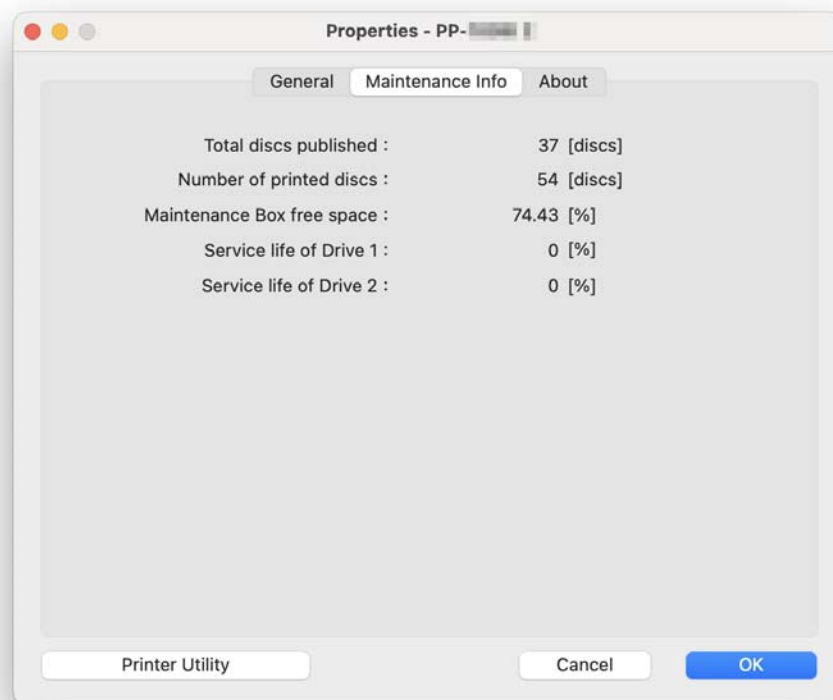 Properties - PP-
General Maintenance Info About
Total discs published : 37 [discs]
Number of printed discs : 54 [discs]
Maintenance Box free space : 74.43 [%]
Service life of Drive 1 : 0 [%]
Service life of Drive 2 : 0 [%]
Printer Utility Cancel OK